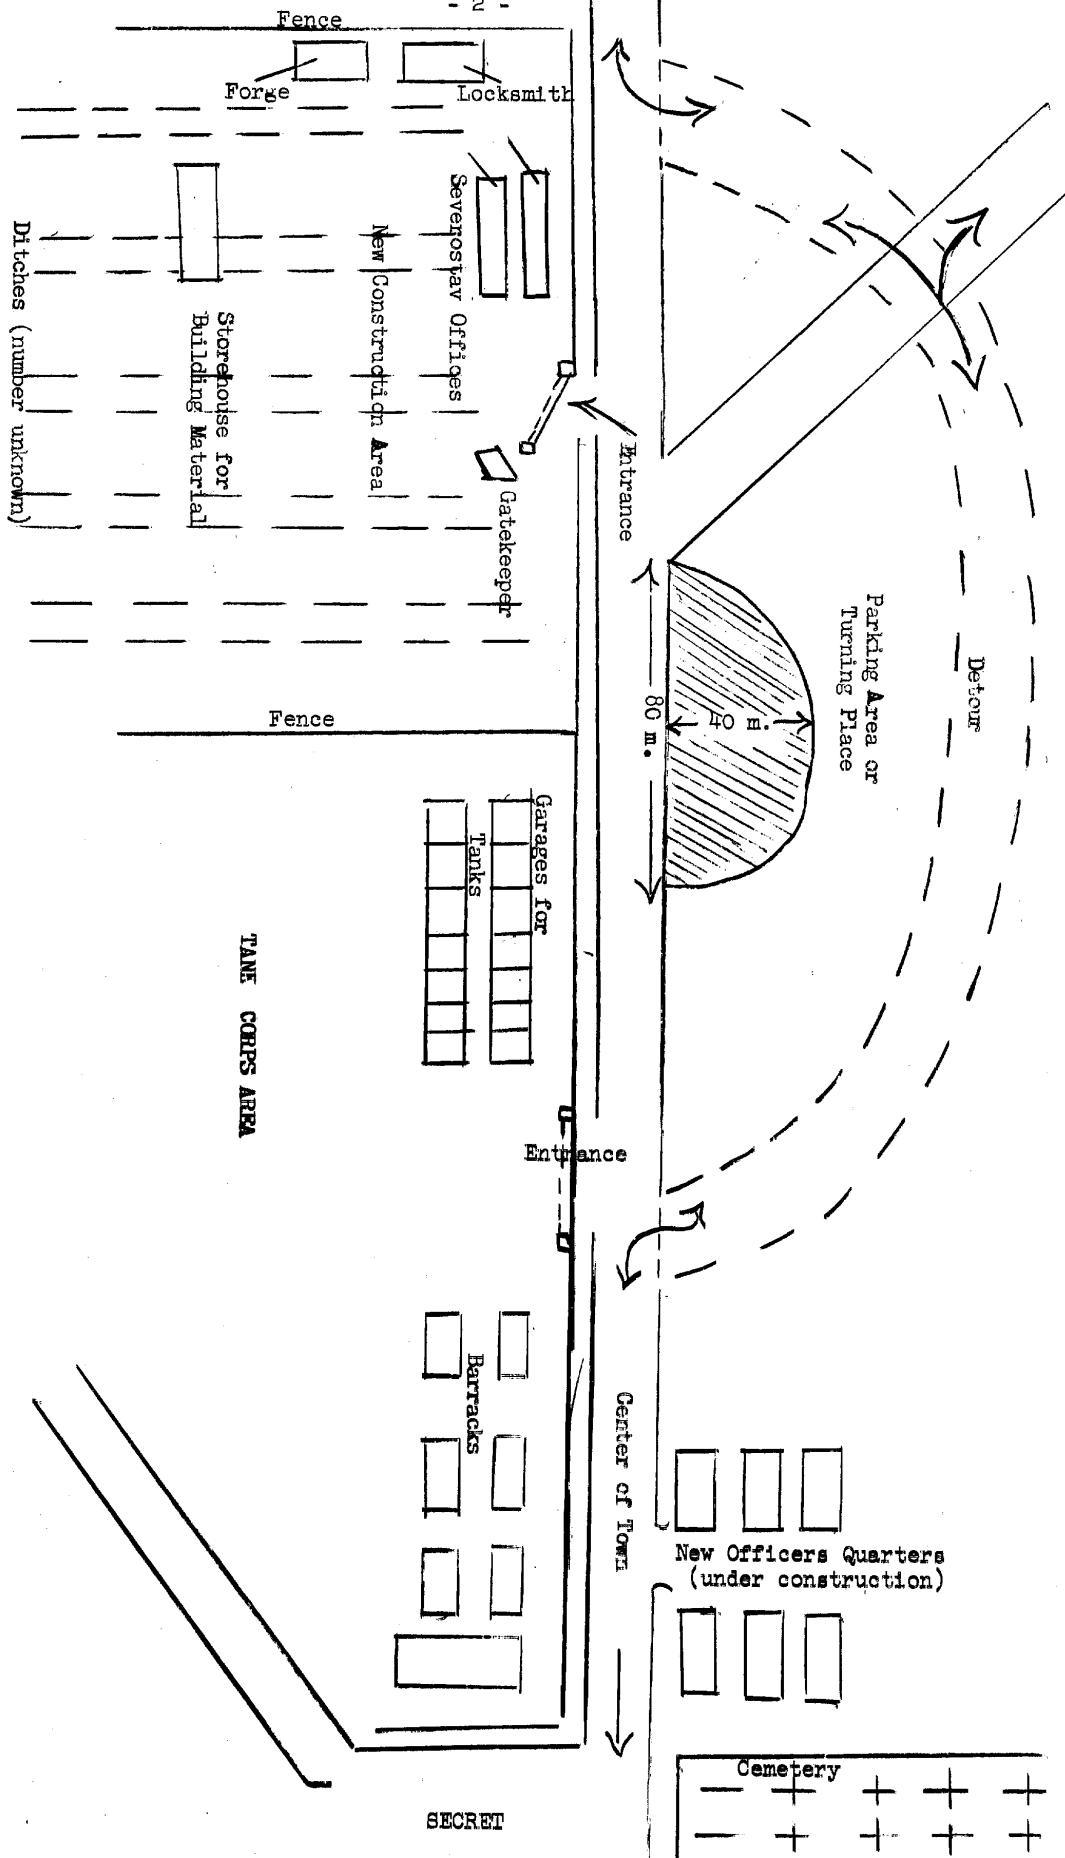 - 2 -
Fence
Forge
Locksmith
Severostav Offices
New Construction Area
Storehouse for
Building Material
Ditches (number unknown)
Gatekeeper
Entrance
80 m.
40 m.
Parking Area or
Turning Place
Detour
Fence
Garages for
Tanks
TANK CORPS AREA
Entrance
Barracks
Center of Town
New Officers Quarters
(under construction)
Cemetery
SECRET